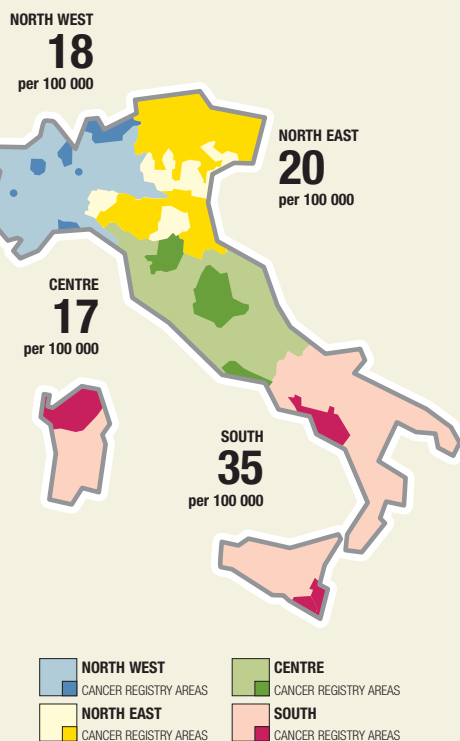 NORTH WEST
18
per 100 000
NORTH EAST
20
per 100 000
CENTRE
17
per 100 000
SOUTH
35
per 100 000
NORTH WEST
CANCER REGISTRY AREAS
CENTRE
CANCER REGISTRY AREAS
NORTH EAST
CANCER REGISTRY AREAS
SOUTH
CANCER REGISTRY AREAS